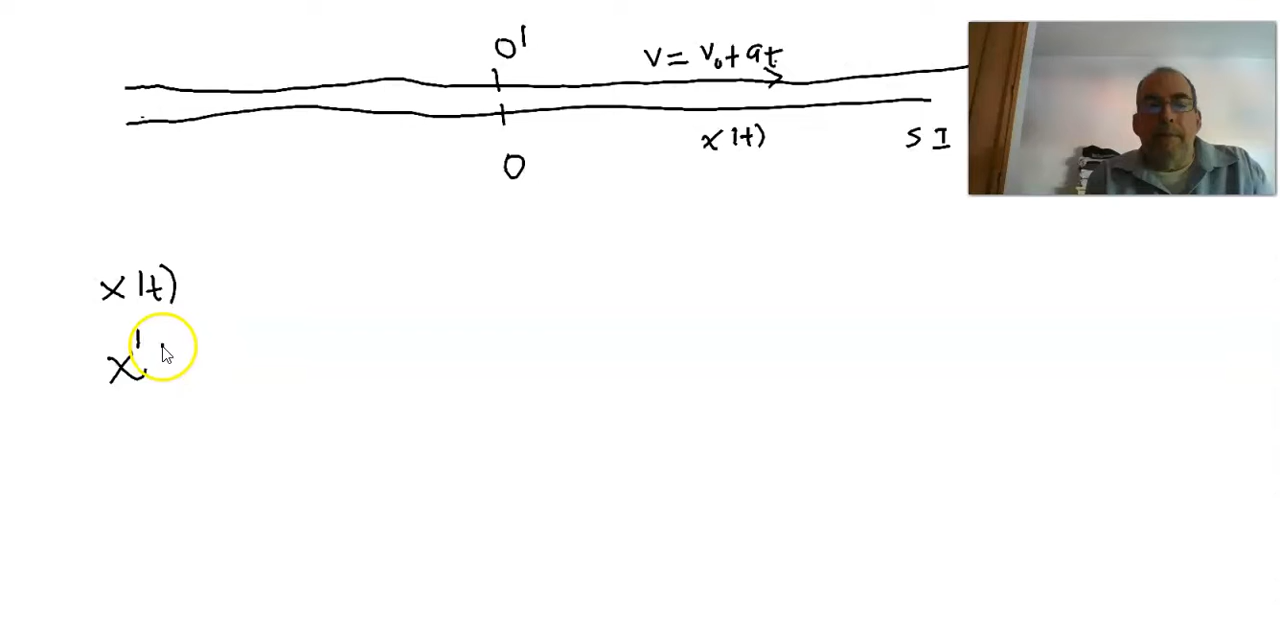 O'
v = v₀ + at
x(t)
S I
O
x(t)
x'